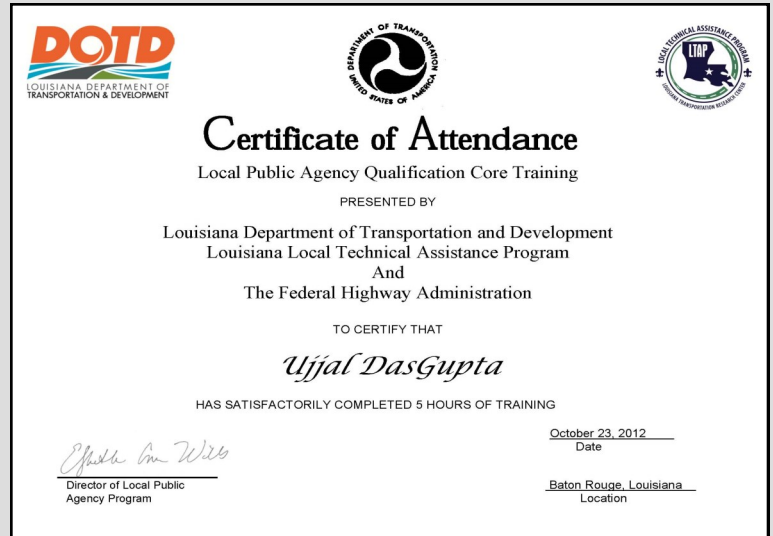 DOTD
LOUISIANA DEPARTMENT OF
TRANSPORTATION & DEVELOPMENT
DEPARTMENT OF TRANSPORTATION
UNITED STATES OF AMERICA
LOCAL TECHNICAL ASSISTANCE PROGRAM
LTAP
LOUISIANA TRANSPORTATION RESEARCH CENTER
Certificate of Attendance
Local Public Agency Qualification Core Training
PRESENTED BY
Louisiana Department of Transportation and Development
Louisiana Local Technical Assistance Program
And
The Federal Highway Administration
TO CERTIFY THAT
Ujjal DasGupta
HAS SATISFACTORILY COMPLETED 5 HOURS OF TRAINING
October 23, 2012
Date
Director of Local Public
Agency Program
Baton Rouge, Louisiana
Location